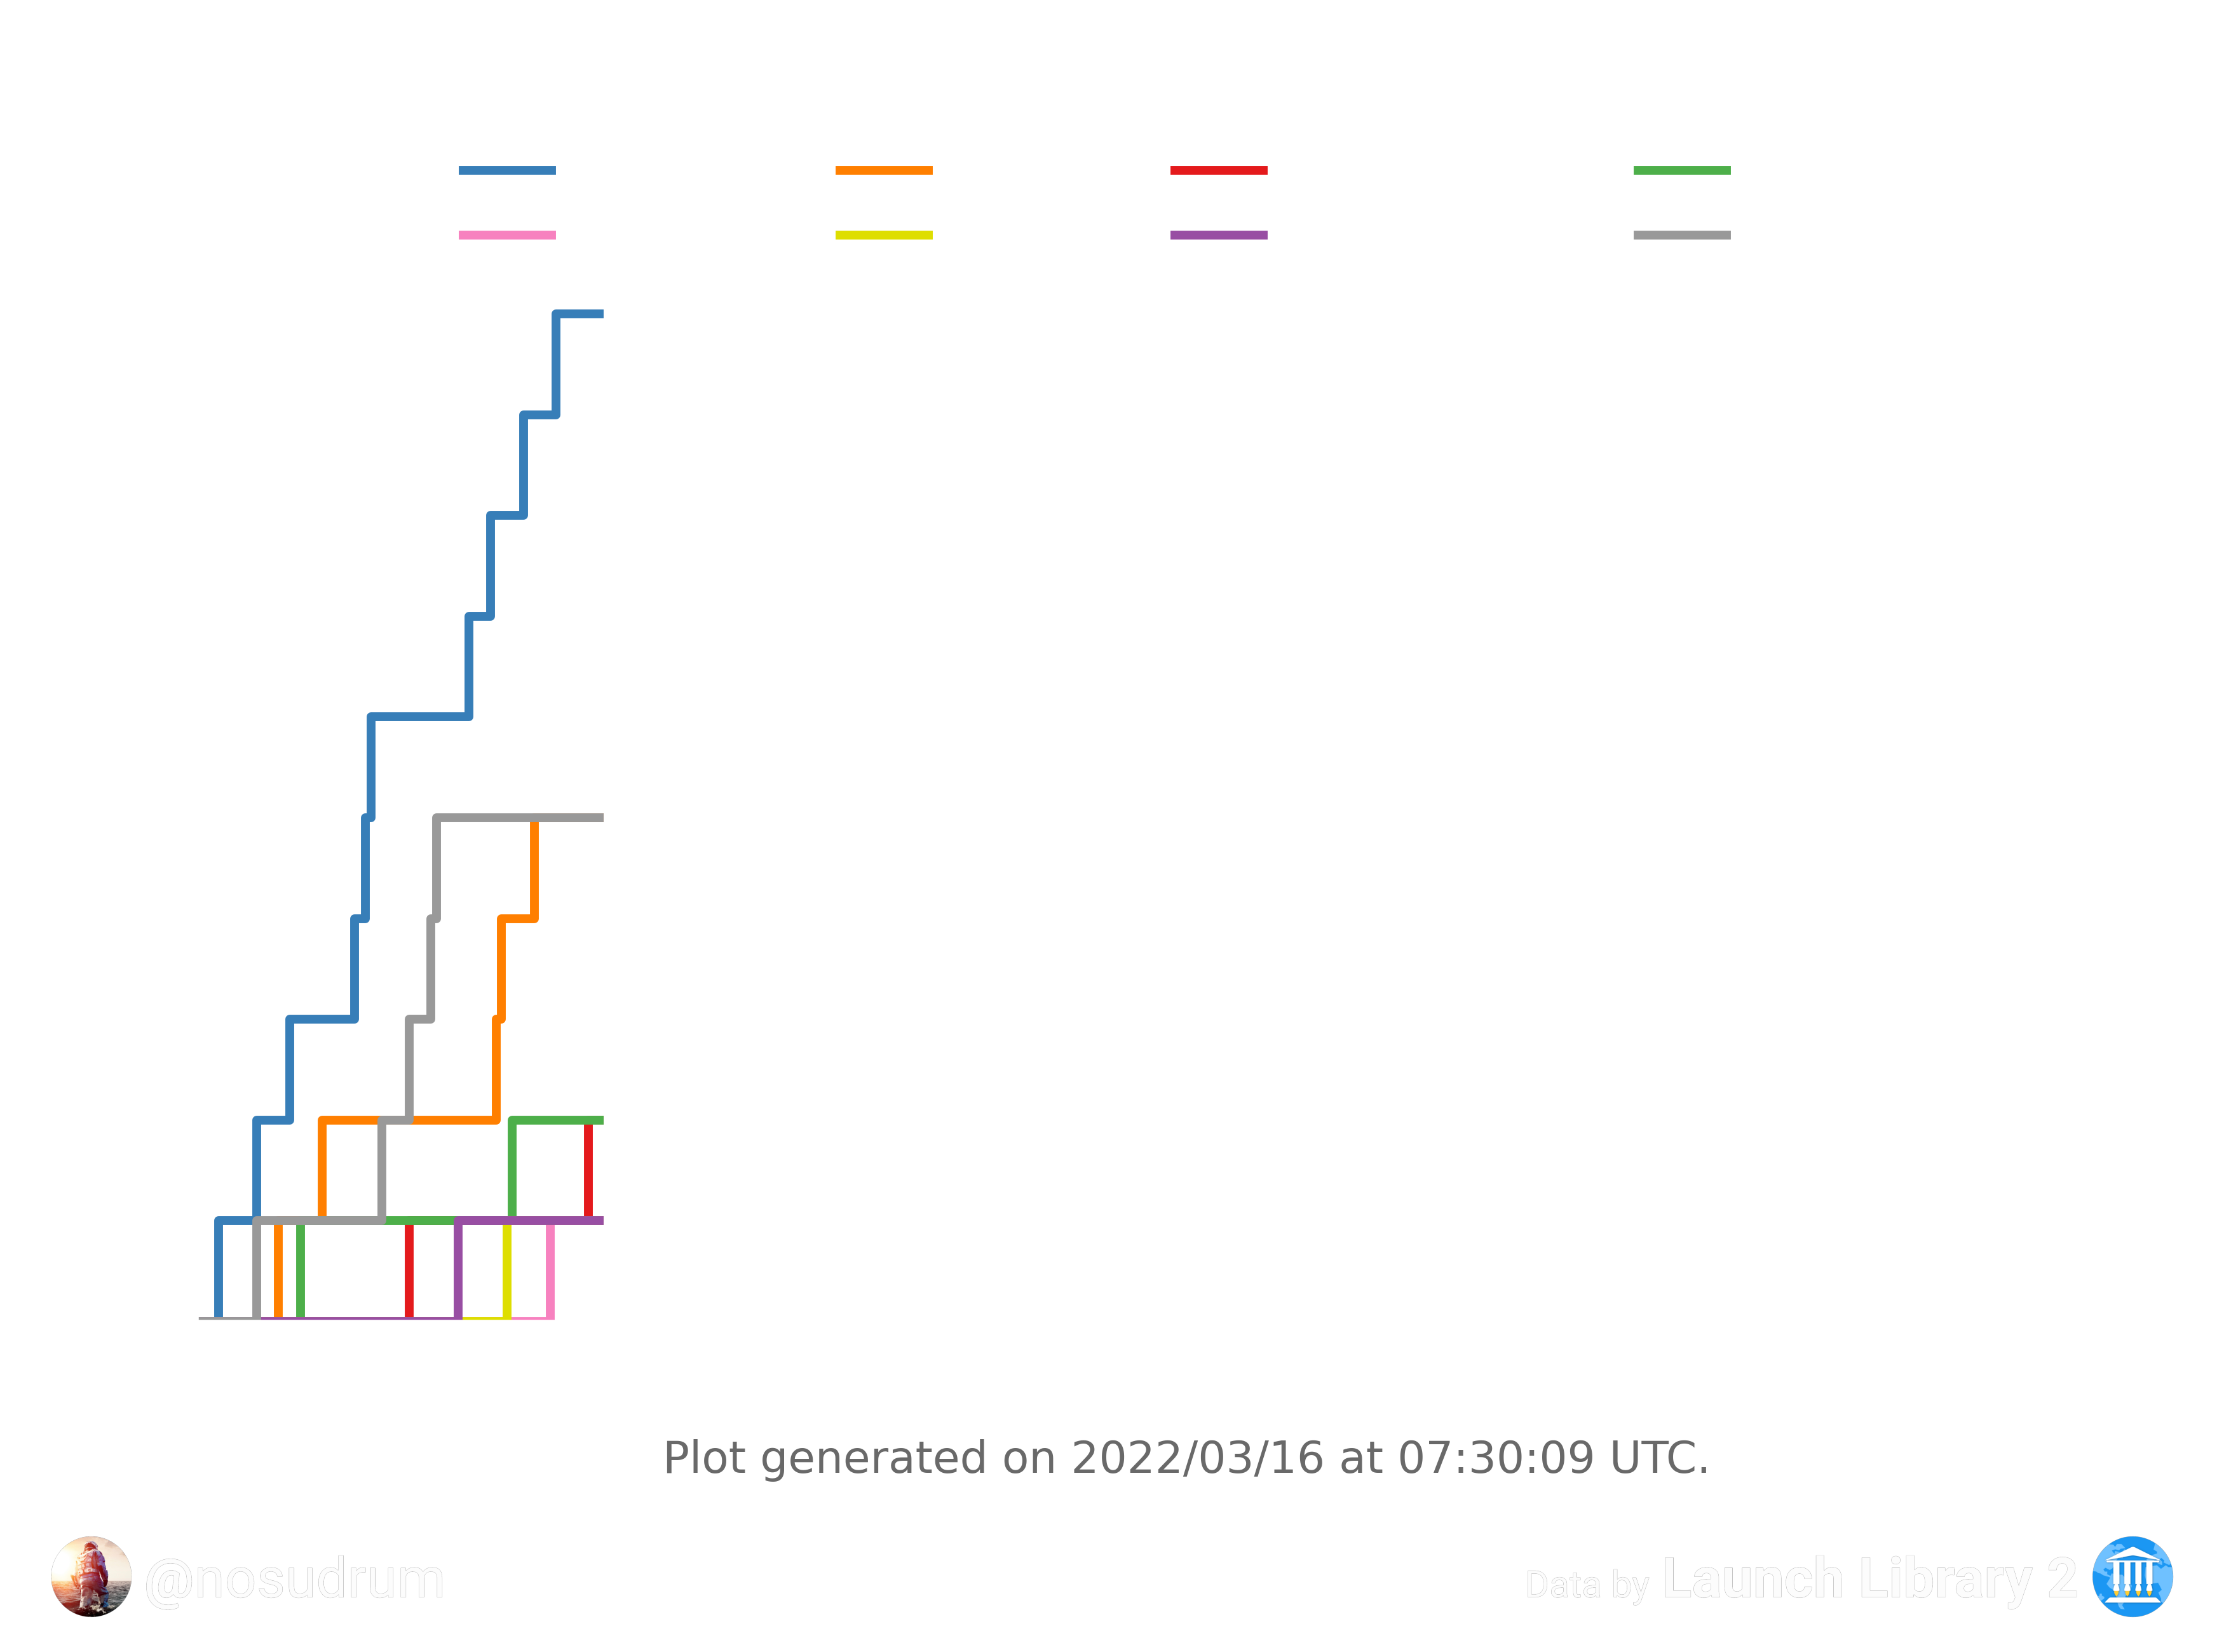 Plot generated on 2022/03/16 at 07:30:09 UTC.
@nosudrum
Data by Launch Library 2